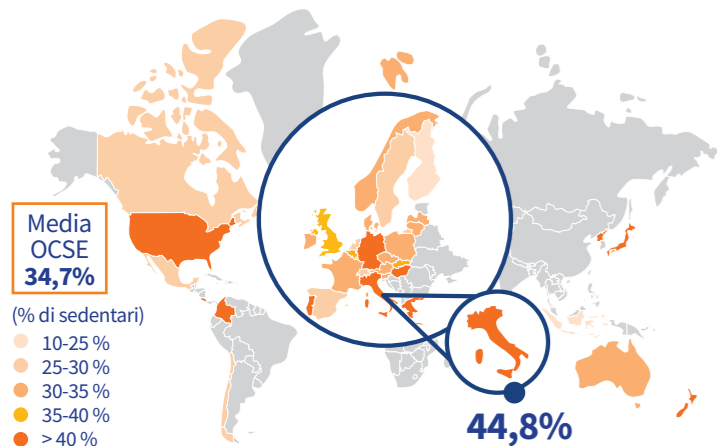 Media
OCSE
34,7%
(% di sedentari)
10-25 %
25-30 %
30-35 %
35-40 %
> 40 %
44,8%